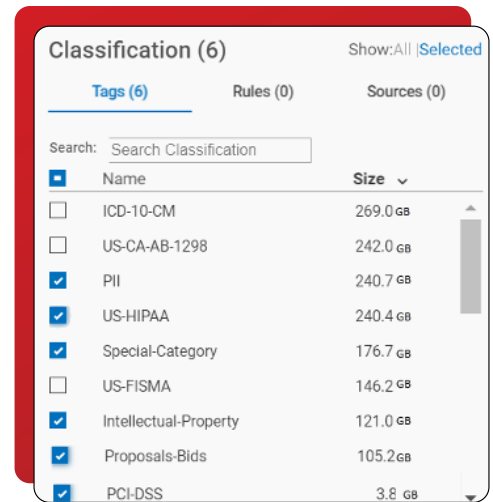 Classification (6) Show:All |Selected
Tags (6) Rules (0) Sources (0)
Search: Search Classification
Name Size
ICD-10-CM 269.0 GB
US-CA-AB-1298 242.0 GB
PII 240.7 GB
US-HIPAA 240.4 GB
Special-Category 176.7 GB
US-FISMA 146.2 GB
Intellectual-Property 121.0 GB
Proposals-Bids 105.2 GB
PCI-DSS 3.8 GB